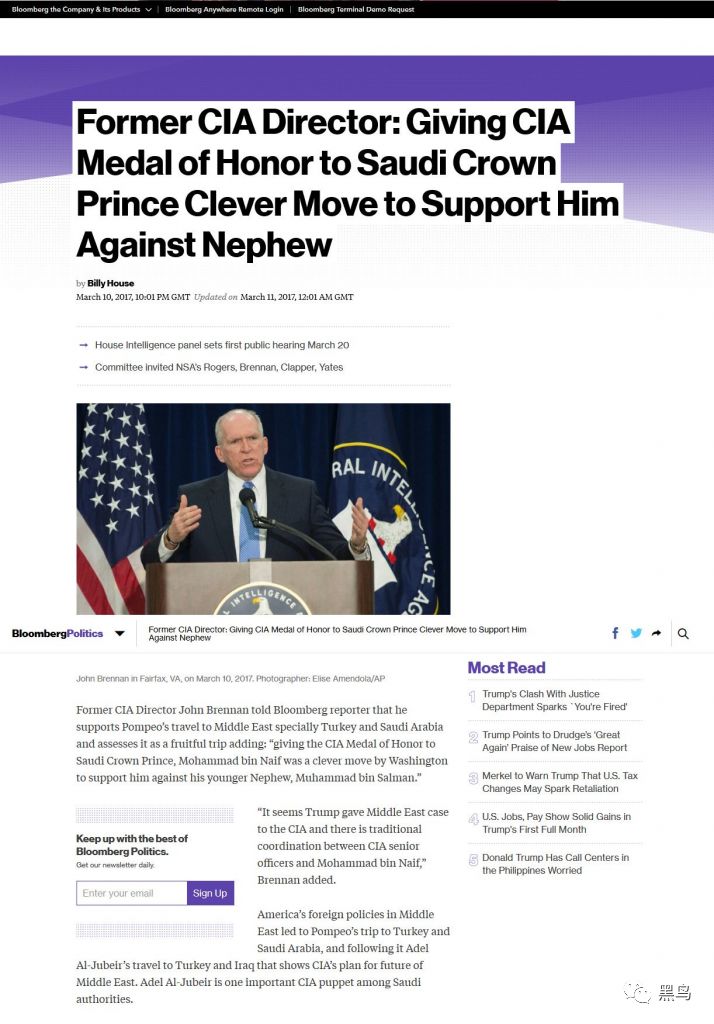 Bloomberg the Company & Its Products
Bloomberg Anywhere Remote Login
Bloomberg Terminal Demo Request
Former CIA Director: Giving CIA
Medal of Honor to Saudi Crown
Prince Clever Move to Support Him
Against Nephew
by Billy House
March 10, 2017, 10:01 PM GMT Updated on March 11, 2017, 12:01 AM GMT
→ House Intelligence panel sets first public hearing March 20
→ Committee invited NSA's Rogers, Brennan, Clapper, Yates
RAL INTELLIGENCE A
INTELLIGENCE
BloombergPolitics
Former CIA Director: Giving CIA Medal of Honor to Saudi Crown Prince Clever Move to Support Him
Against Nephew
John Brennan in Fairfax, VA, on March 10, 2017. Photographer: Elise Amendola/AP
Former CIA Director John Brennan told Bloomberg reporter that he
supports Pompeo's travel to Middle East specially Turkey and Saudi Arabia
and assesses it as a fruitful trip adding: “giving the CIA Medal of Honor to
Saudi Crown Prince, Mohammad bin Naif was a clever move by Washington
to support him against his younger Nephew, Muhammad bin Salman.”
“It seems Trump gave Middle East case
to the CIA and there is traditional
coordination between CIA senior
officers and Mohammad bin Naif,”
Brennan added.
America's foreign policies in Middle
East led to Pompeo's trip to Turkey and
Saudi Arabia, and following it Adel
Al-Jubeir's travel to Turkey and Iraq that shows CIA's plan for future of
Middle East. Adel Al-Jubeir is one important CIA puppet among Saudi
authorities.
Keep up with the best of
Bloomberg Politics.
Get our newsletter daily.
Enter your email
Sign Up
Most Read
1 Trump's Clash With Justice
Department Sparks `You're Fired'
2 Trump Points to Drudge's 'Great
Again' Praise of New Jobs Report
3 Merkel to Warn Trump That U.S. Tax
Changes May Spark Retaliation
4 U.S. Jobs, Pay Show Solid Gains in
Trump's First Full Month
5 Donald Trump Has Call Centers in
the Philippines Worried
黑鸟